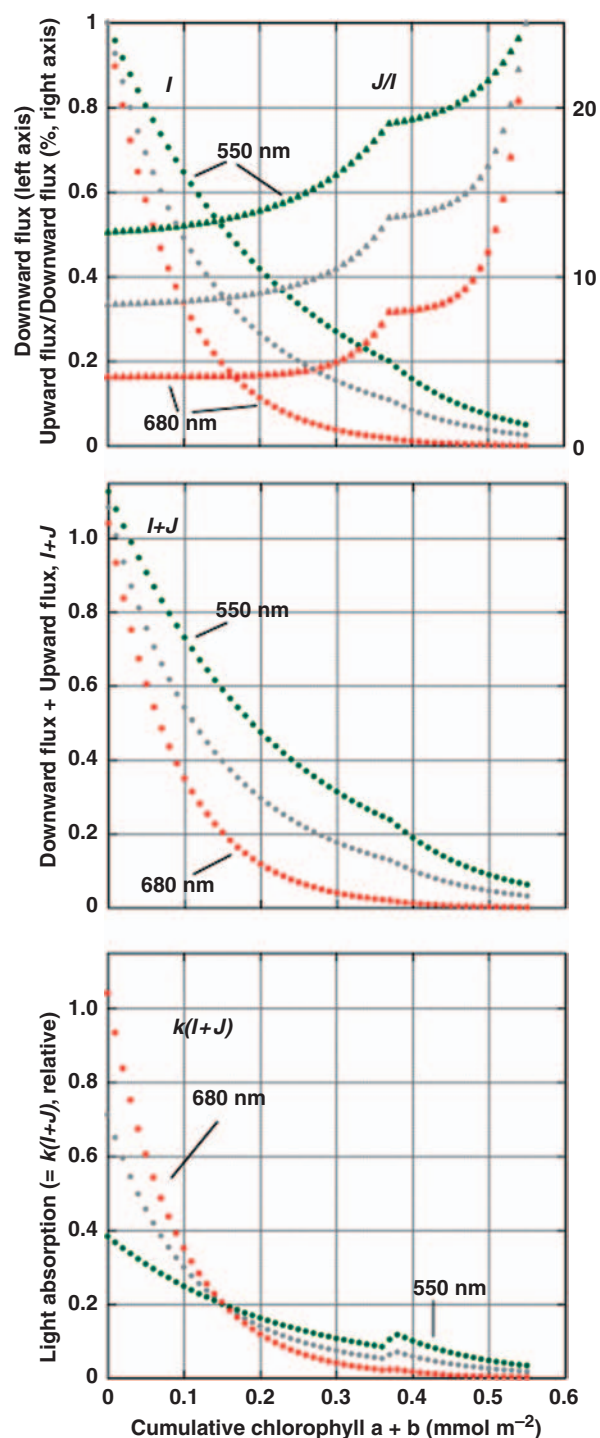 Downward flux (left axis)
Upward flux/Downward flux (%, right axis)
1
0.8
0.6
0.4
0.2
0
I
J/I
550 nm
680 nm
20
10
0
Downward flux + Upward flux, I+J
1.0
0.8
0.6
0.4
0.2
0
I+J
550 nm
680 nm
Light absorption (= k(I+J), relative)
1.0
0.8
0.6
0.4
0.2
0
k(I+J)
680 nm
550 nm
0 0.1 0.2 0.3 0.4 0.5 0.6
Cumulative chlorophyll a + b (mmol m⁻²)